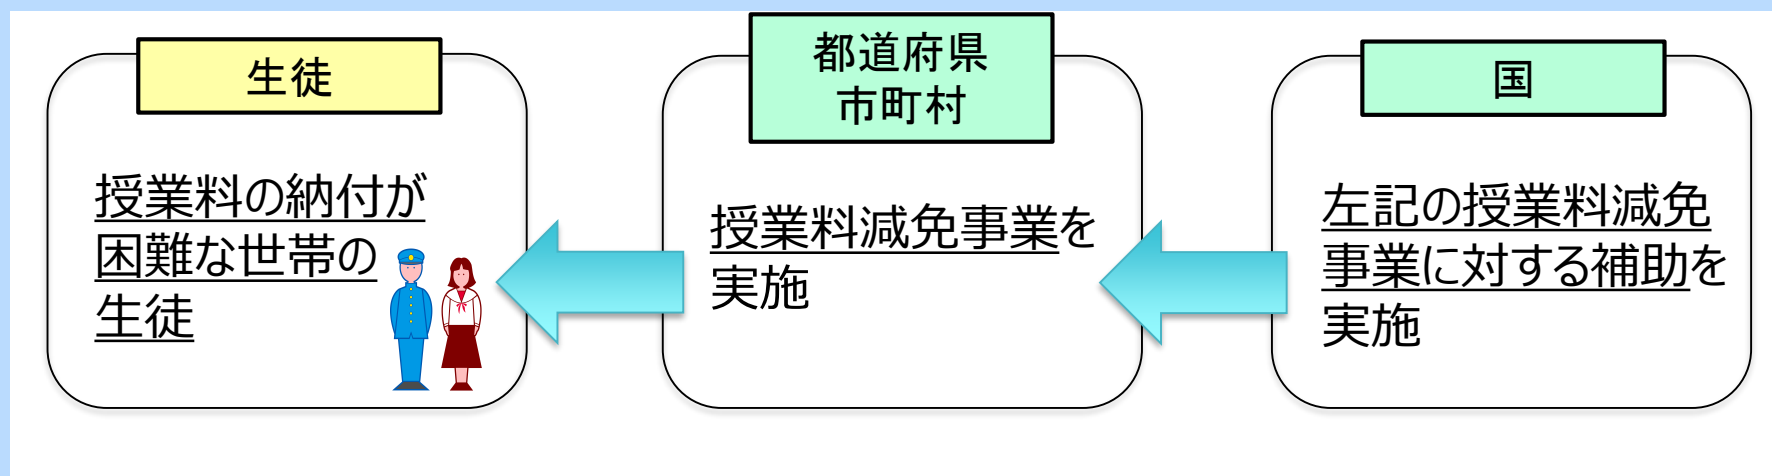 生徒
授業料の納付が
困難な世帯の
生徒
都道府県
市町村
授業料減免事業を
実施
国
左記の授業料減免
事業に対する補助を
実施